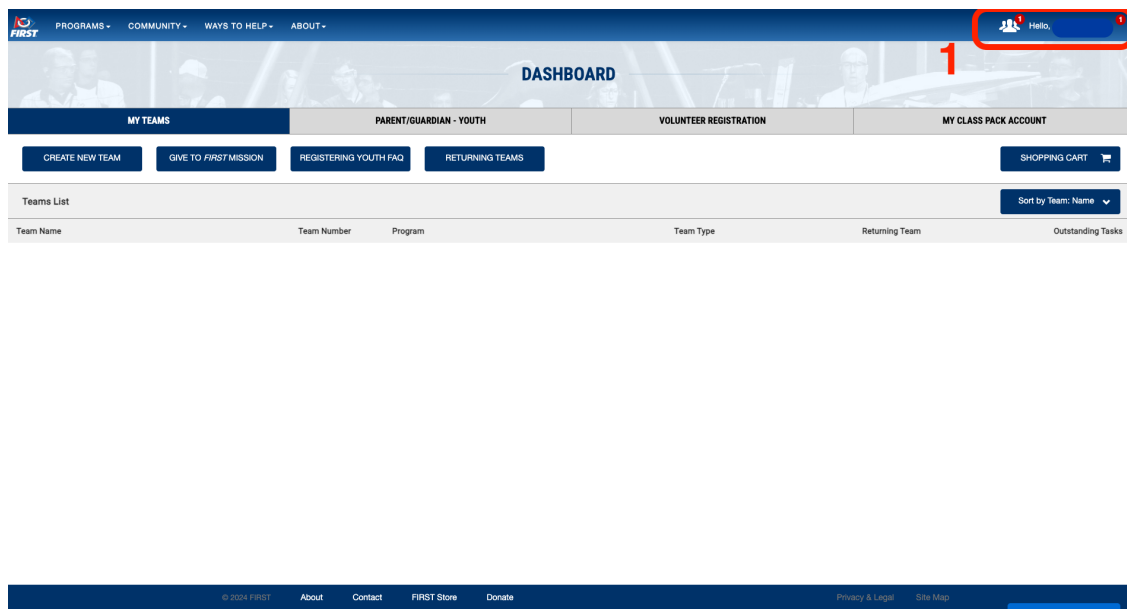 FIRST PROGRAMS COMMUNITY WAYS TO HELP ABOUT 1 Hello, 1
1
DASHBOARD
MY TEAMS PARENT/GUARDIAN - YOUTH VOLUNTEER REGISTRATION MY CLASS PACK ACCOUNT
CREATE NEW TEAM GIVE TO FIRST MISSION REGISTERING YOUTH FAQ RETURNING TEAMS SHOPPING CART
Teams List Sort by Team: Name
Team Name Team Number Program Team Type Returning Team Outstanding Tasks
© 2024 FIRST About Contact FIRST Store Donate Privacy & Legal Site Map